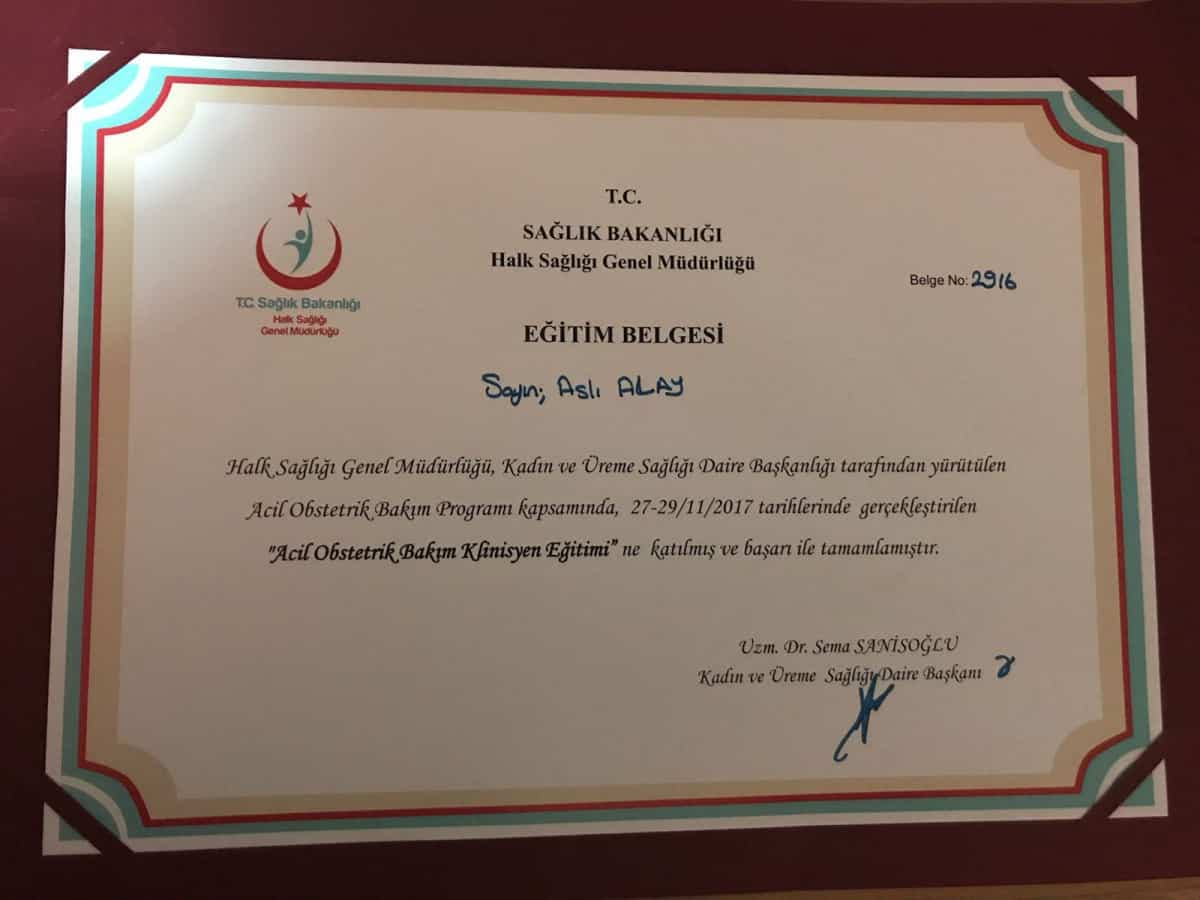 T.C.
SAĞLIK BAKANLIĞI
Halk Sağlığı Genel Müdürlüğü
T.C. Sağlık Bakanlığı
Halk Sağlığı
Genel Müdürlüğü
Belge No: 2916
EĞİTİM BELGESİ
Sayın; Aslı ALAY
Halk Sağlığı Genel Müdürlüğü, Kadın ve Üreme Sağlığı Daire Başkanlığı tarafından yürütülen
Acil Obstetrik Bakım Programı kapsamında, 27-29/11/2017 tarihlerinde gerçekleştirilen
"Acil Obstetrik Bakım Klinisyen Eğitimi" ne katılmış ve başarı ile tamamlamıştır.
Uzm. Dr. Sema SANİSOĞLU
Kadın ve Üreme Sağlığı Daire Başkanı